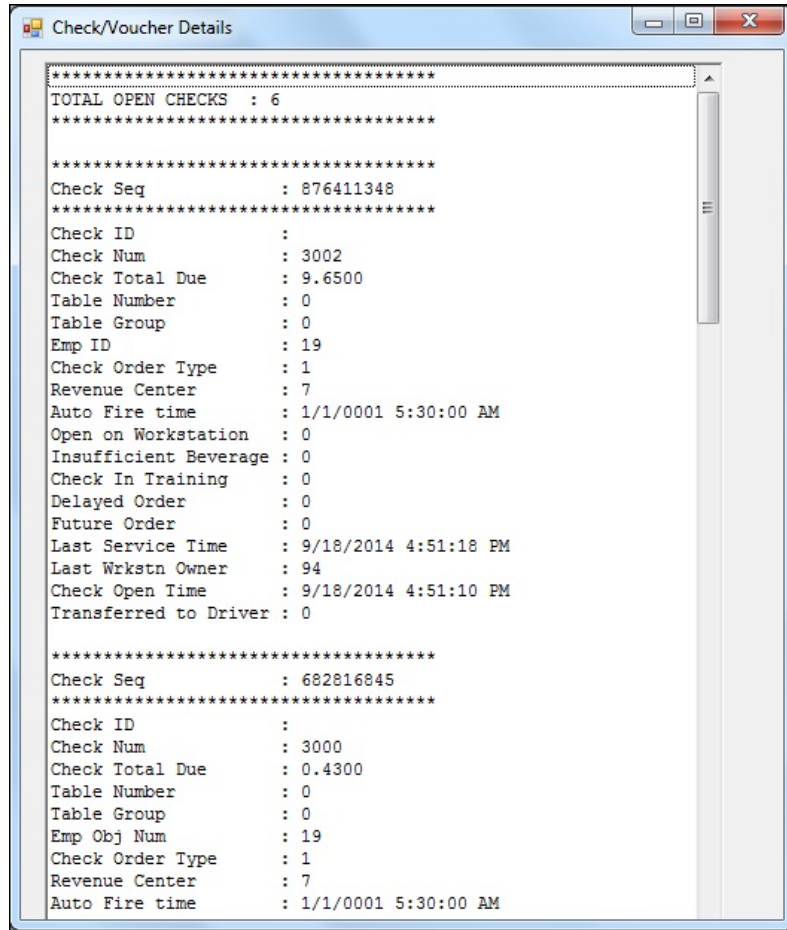 Check/Voucher Details
*************************************
TOTAL OPEN CHECKS  : 6
*************************************
*************************************
Check Seq             : 876411348
*************************************
Check ID              :
Check Num             : 3002
Check Total Due       : 9.6500
Table Number          : 0
Table Group           : 0
Emp ID                : 19
Check Order Type      : 1
Revenue Center        : 7
Auto Fire time        : 1/1/0001 5:30:00 AM
Open on Workstation   : 0
Insufficient Beverage : 0
Check In Training     : 0
Delayed Order         : 0
Future Order          : 0
Last Service Time     : 9/18/2014 4:51:18 PM
Last Wrkstn Owner     : 94
Check Open Time       : 9/18/2014 4:51:10 PM
Transferred to Driver : 0
*************************************
Check Seq             : 682816845
*************************************
Check ID              :
Check Num             : 3000
Check Total Due       : 0.4300
Table Number          : 0
Table Group           : 0
Emp Obj Num           : 19
Check Order Type      : 1
Revenue Center        : 7
Auto Fire time        : 1/1/0001 5:30:00 AM